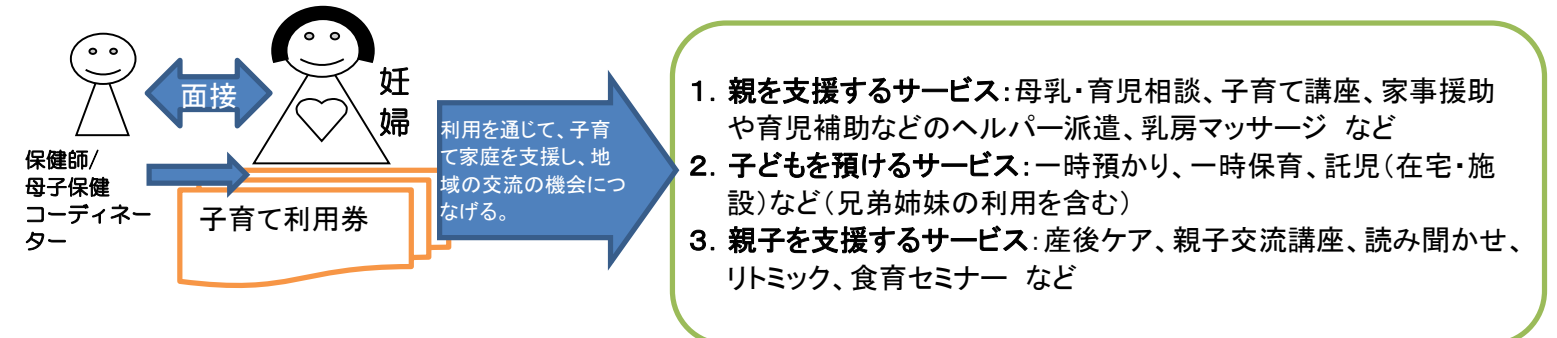 面接
妊
婦
保健師/
母子保健
コーディネー
ター
子育て利用券
利用を通じて、子育
て家庭を支援し、地
域の交流の機会につ
なげる。
1. 親を支援するサービス：母乳・育児相談、子育て講座、家事援助
や育児補助などのヘルパー派遣、乳房マッサージ など
2. 子どもを預けるサービス：一時預かり、一時保育、託児（在宅・施
設）など（兄弟姉妹の利用を含む）
3. 親子を支援するサービス：産後ケア、親子交流講座、読み聞かせ、
リトミック、食育セミナー など